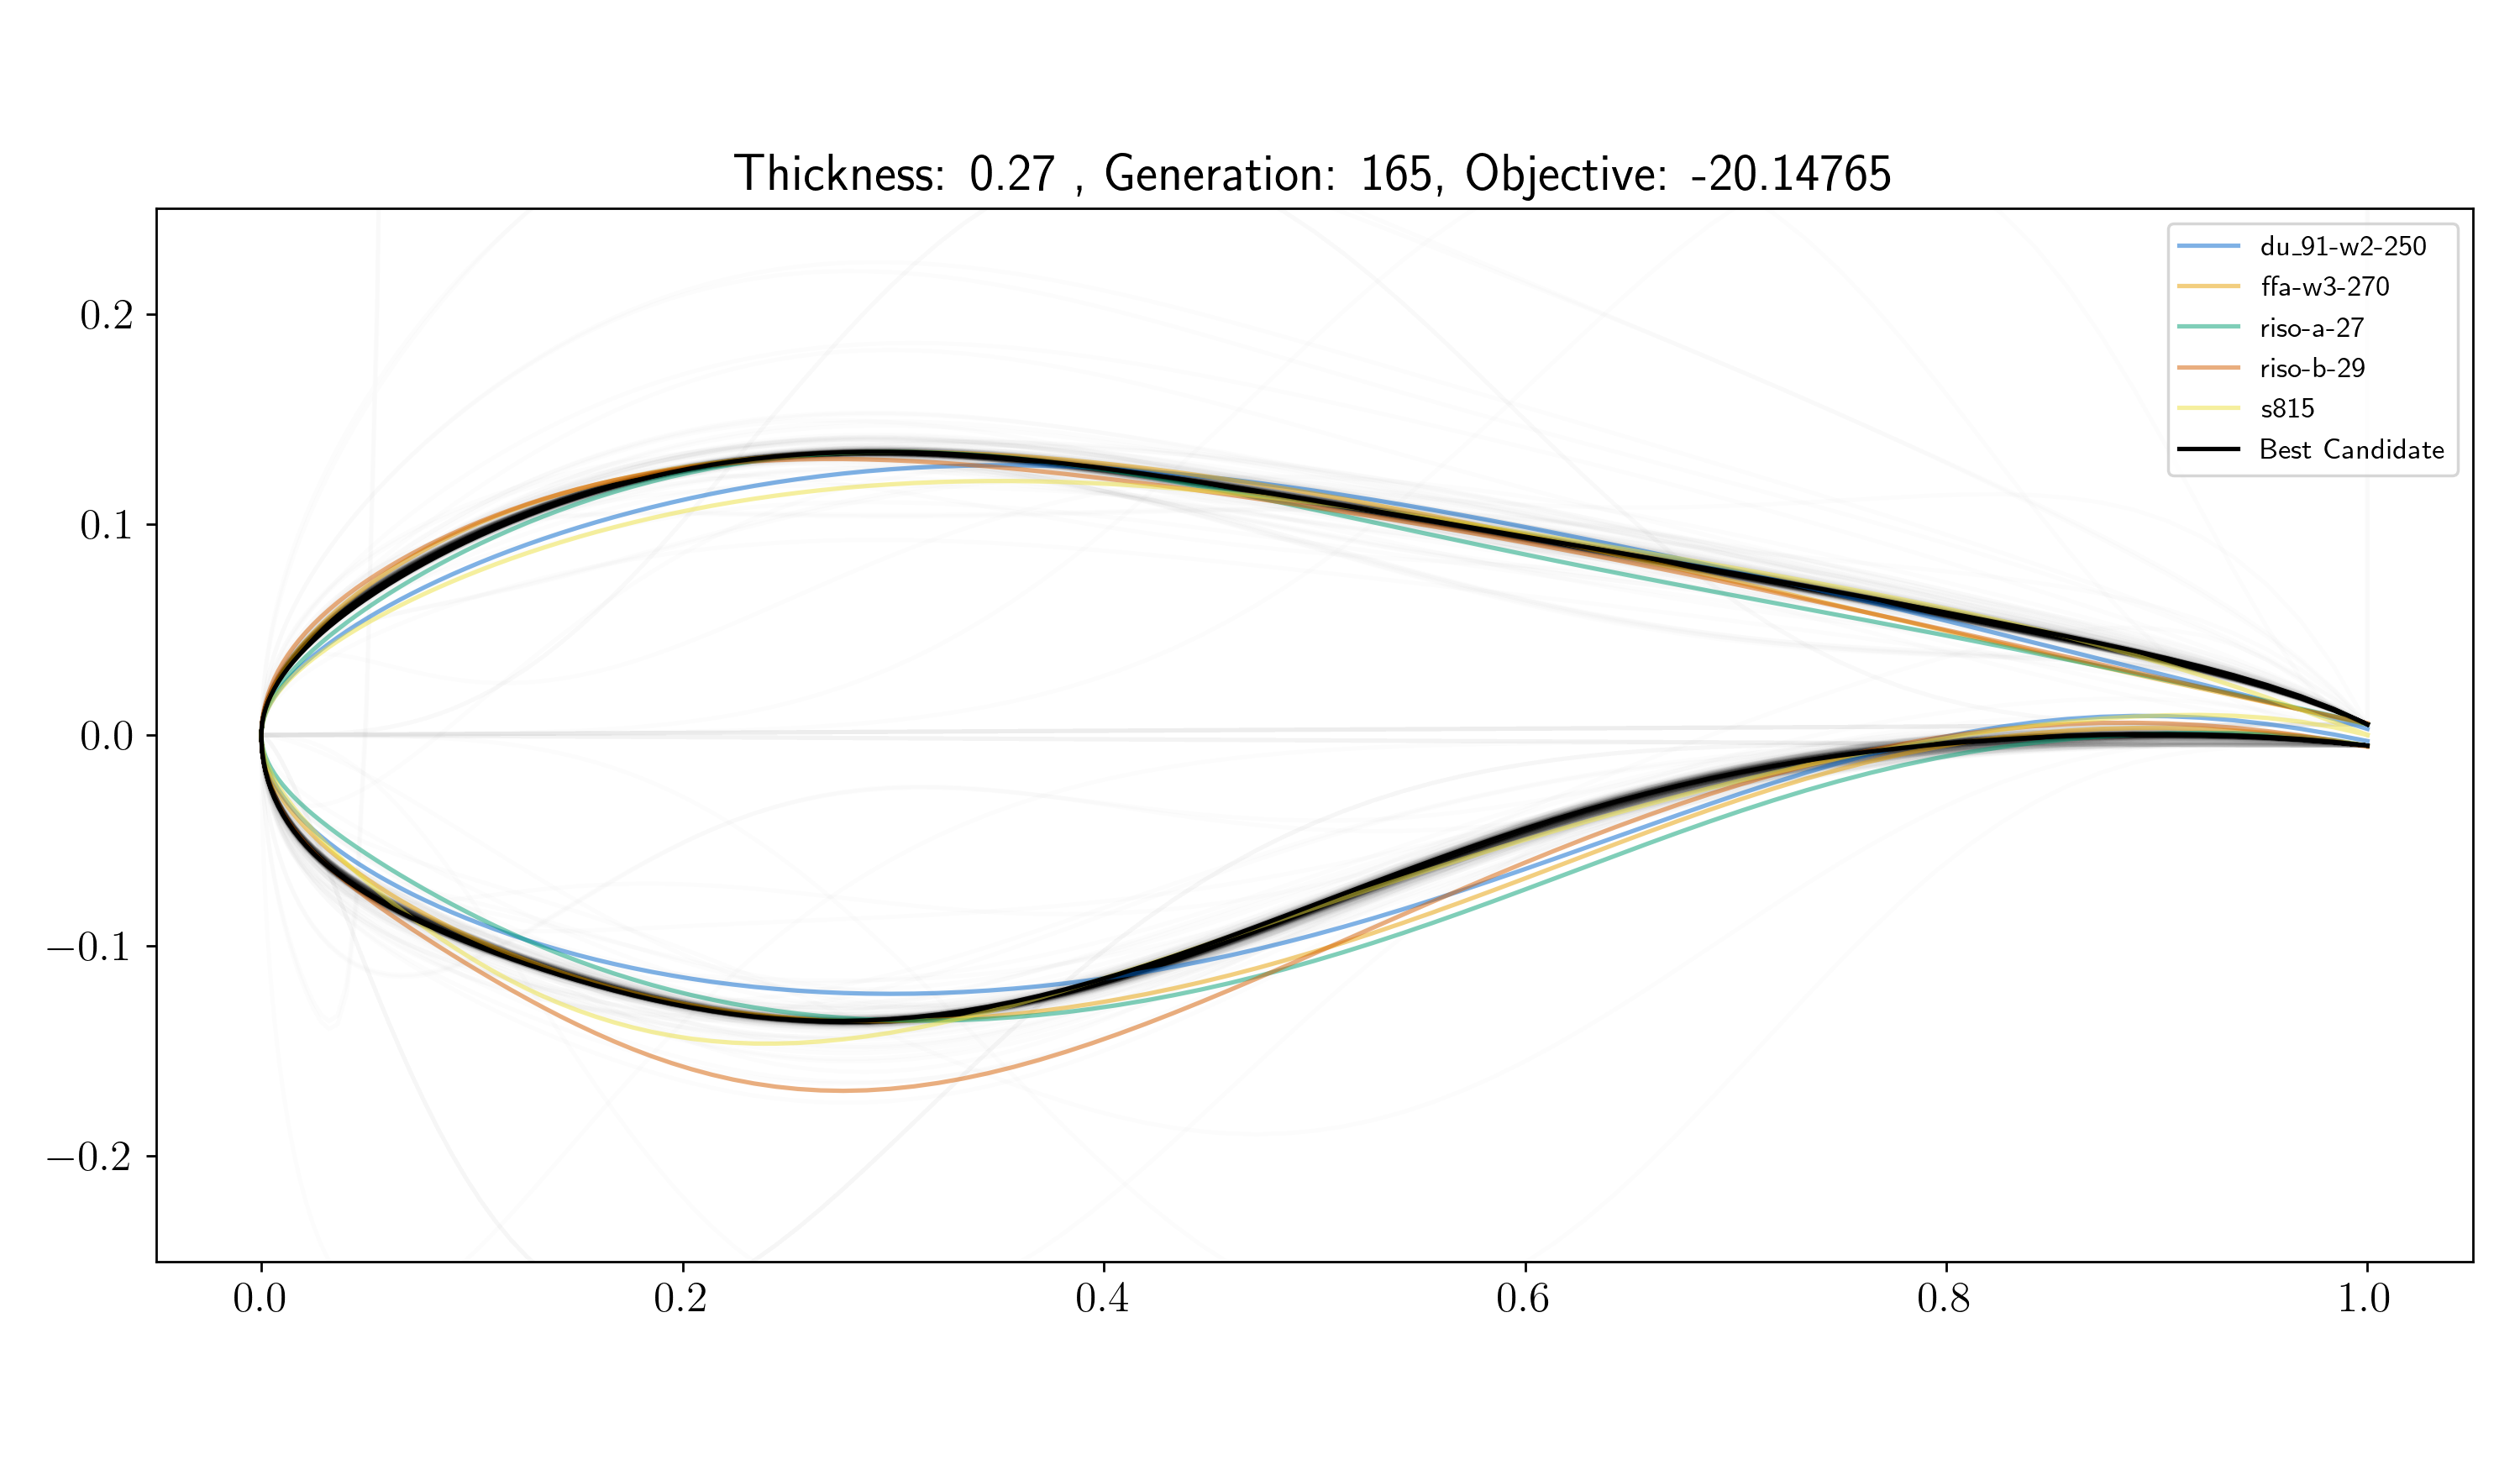 Thickness: 0.27 , Generation: 165, Objective: -20.14765
du_91-w2-250
ffa-w3-270
riso-a-27
riso-b-29
s815
Best Candidate
0.2
0.1
0.0
−0.1
−0.2
0.0 0.2 0.4 0.6 0.8 1.0